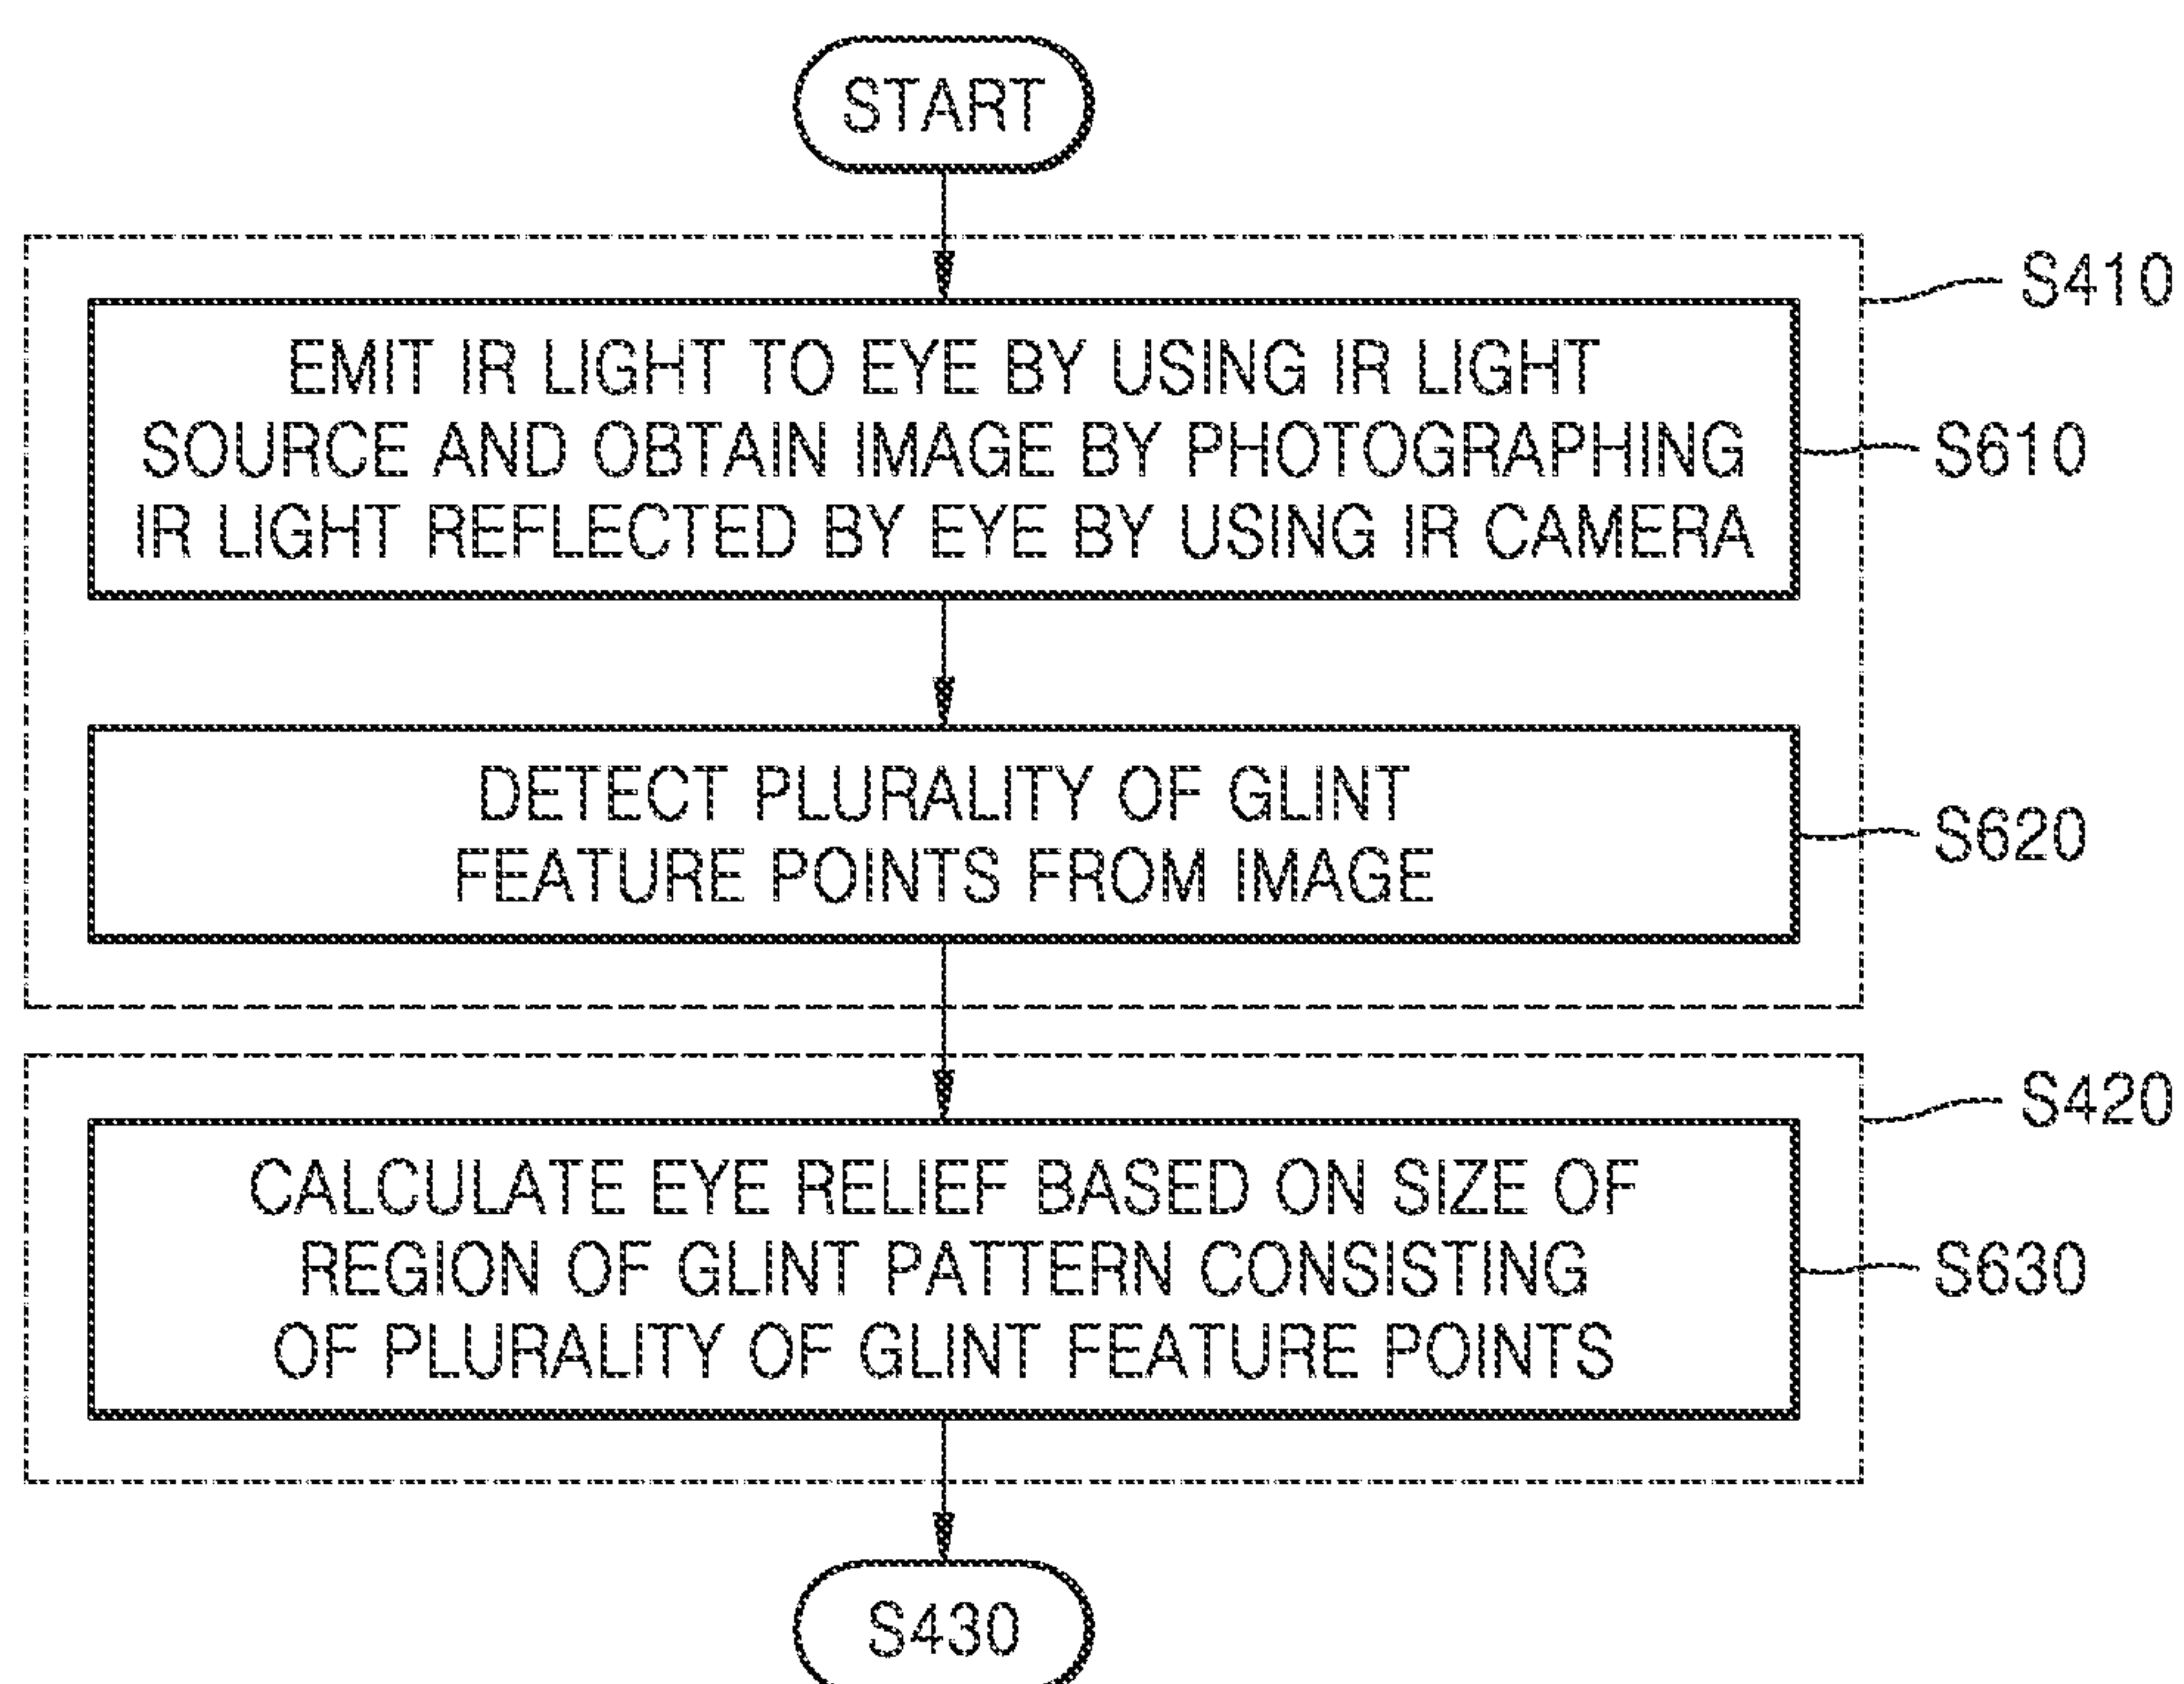 START
S410
EMIT IR LIGHT TO EYE BY USING IR LIGHT
SOURCE AND OBTAIN IMAGE BY PHOTOGRAPHING
IR LIGHT REFLECTED BY EYE BY USING IR CAMERA
S610
DETECT PLURALITY OF GLINT
FEATURE POINTS FROM IMAGE
S620
S420
CALCULATE EYE RELIEF BASED ON SIZE OF
REGION OF GLINT PATTERN CONSISTING
OF PLURALITY OF GLINT FEATURE POINTS
S630
S430